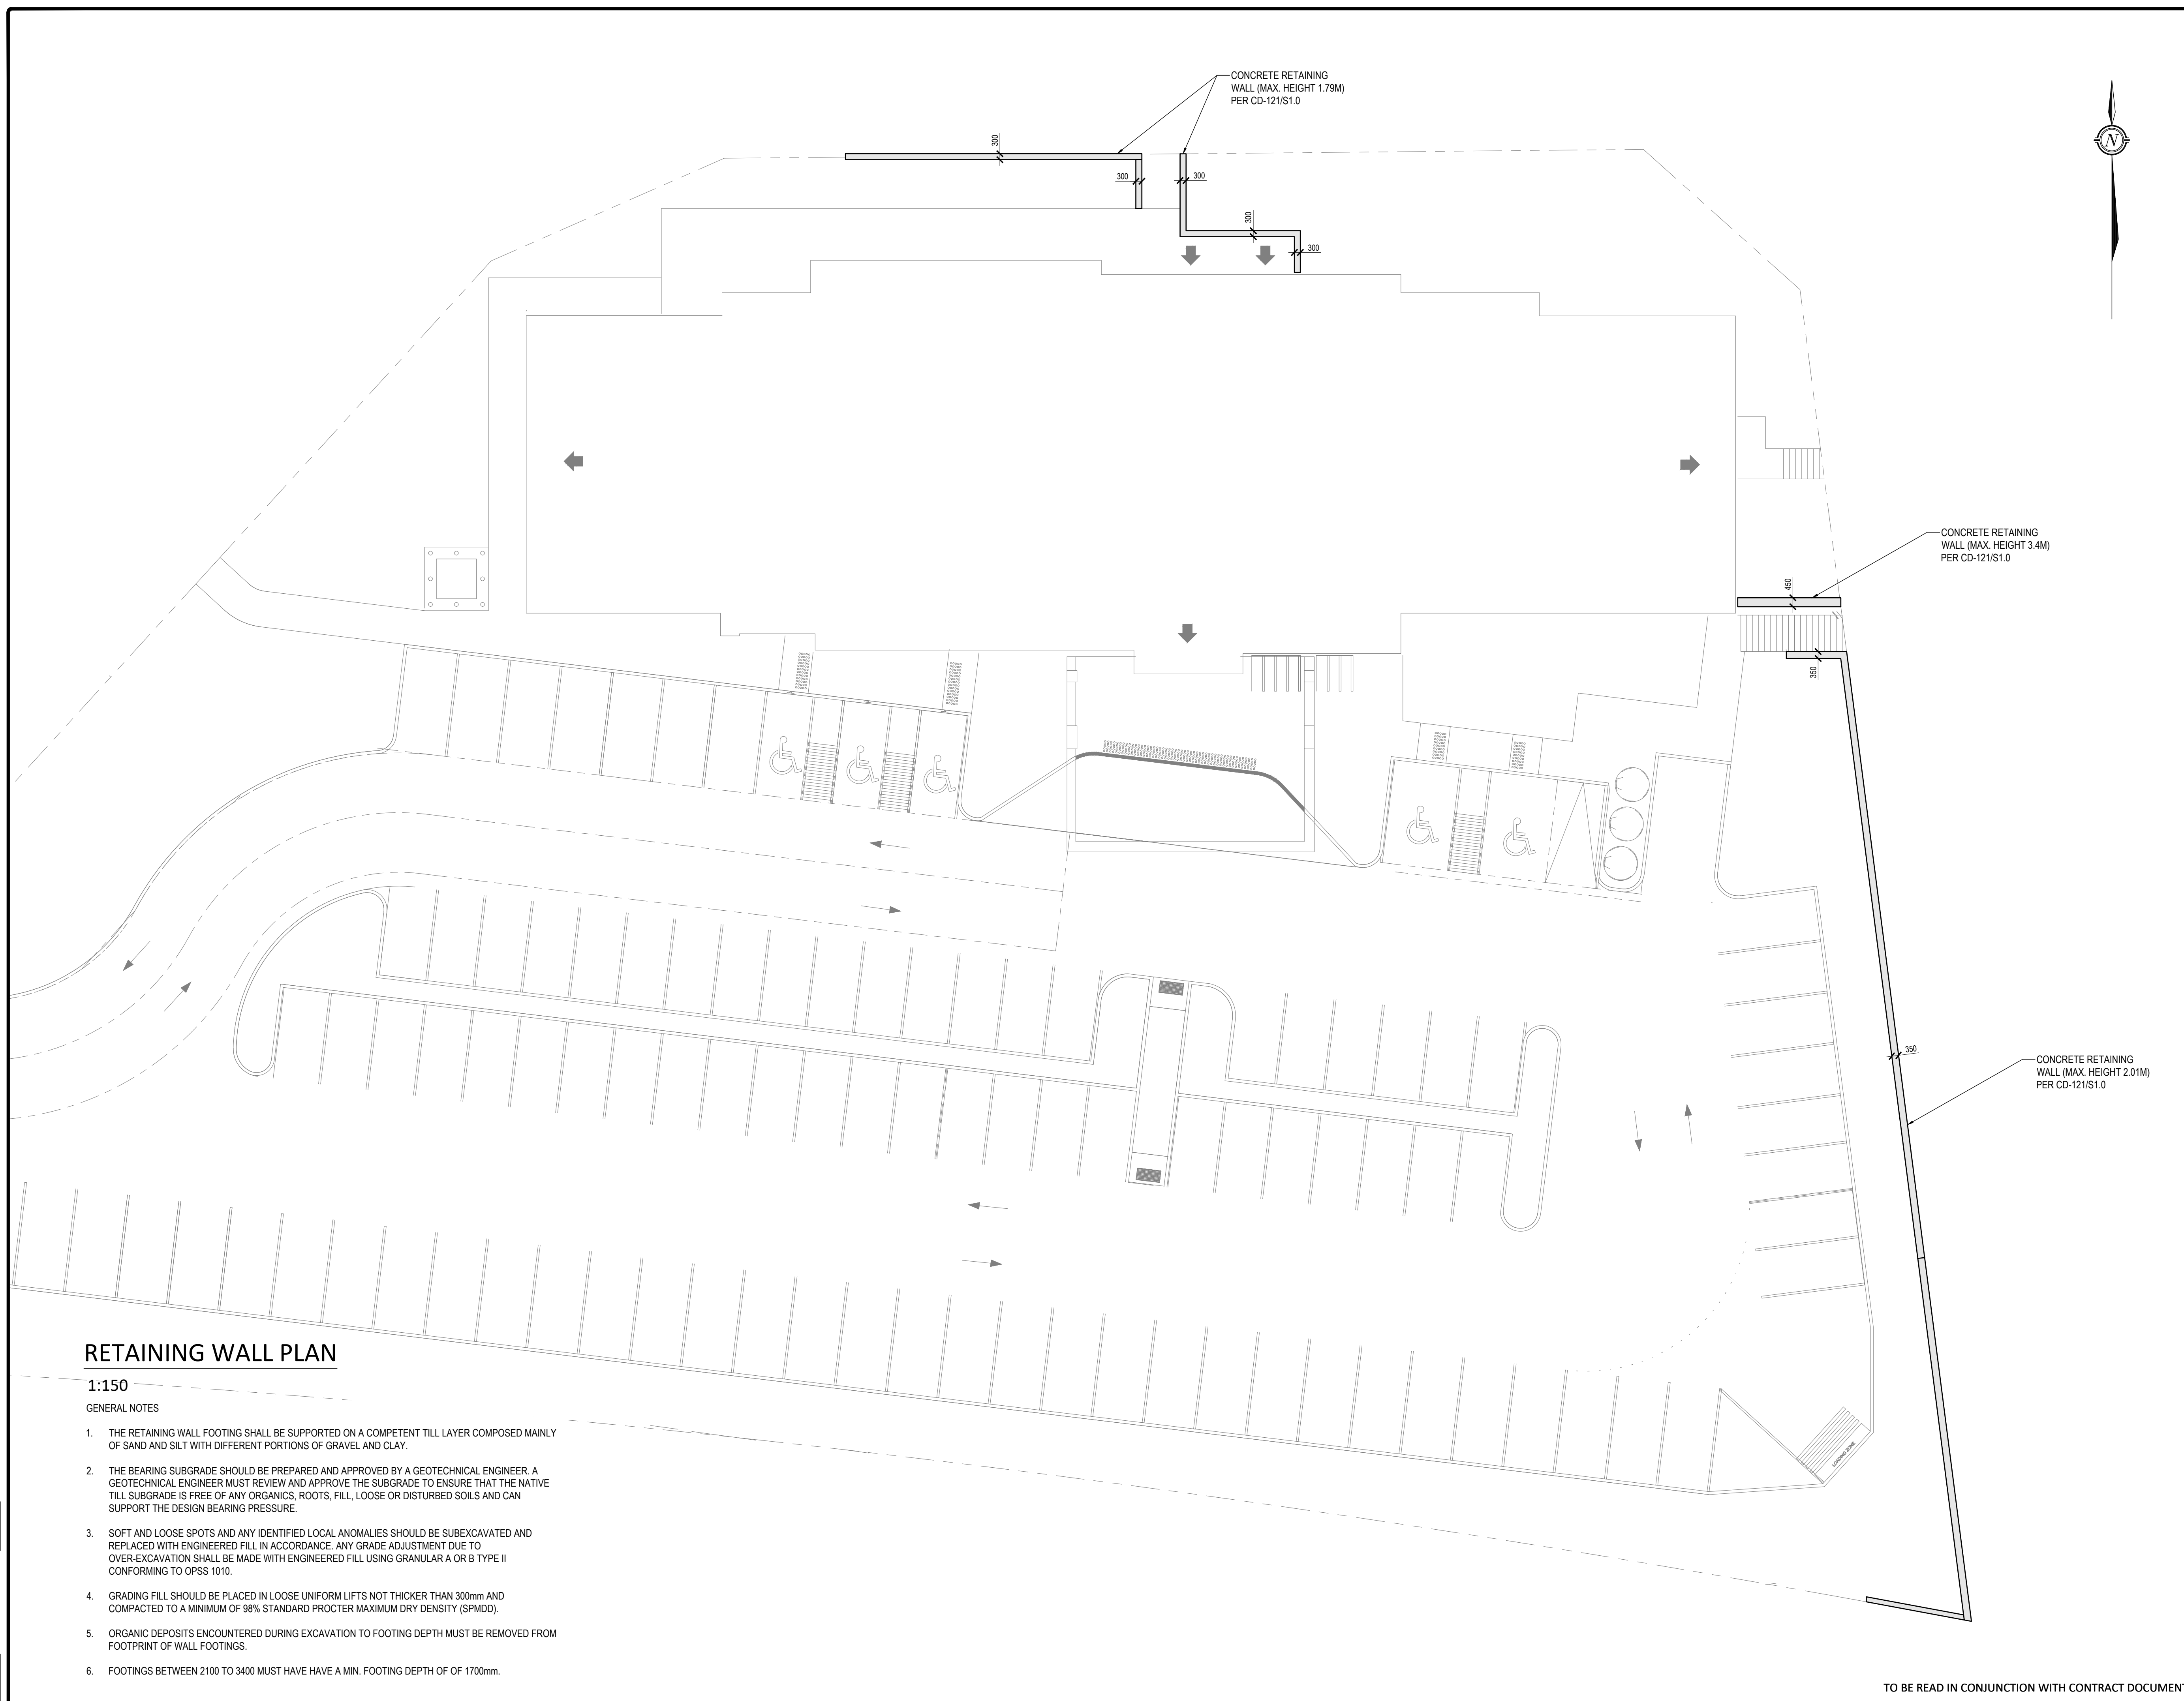 CONCRETE RETAINING
WALL (MAX. HEIGHT 1.79M)
PER CD-121/S1.0
N
300
300
300
300
300
CONCRETE RETAINING
WALL (MAX. HEIGHT 3.4M)
PER CD-121/S1.0
450
350
350
CONCRETE RETAINING
WALL (MAX. HEIGHT 2.01M)
PER CD-121/S1.0
LOADING ZONE
RETAINING WALL PLAN
1:150
GENERAL NOTES
1. THE RETAINING WALL FOOTING SHALL BE SUPPORTED ON A COMPETENT TILL LAYER COMPOSED MAINLY
OF SAND AND SILT WITH DIFFERENT PORTIONS OF GRAVEL AND CLAY.
2. THE BEARING SUBGRADE SHOULD BE PREPARED AND APPROVED BY A GEOTECHNICAL ENGINEER. A
GEOTECHNICAL ENGINEER MUST REVIEW AND APPROVE THE SUBGRADE TO ENSURE THAT THE NATIVE
TILL SUBGRADE IS FREE OF ANY ORGANICS, ROOTS, FILL, LOOSE OR DISTURBED SOILS AND CAN
SUPPORT THE DESIGN BEARING PRESSURE.
3. SOFT AND LOOSE SPOTS AND ANY IDENTIFIED LOCAL ANOMALIES SHOULD BE SUBEXCAVATED AND
REPLACED WITH ENGINEERED FILL IN ACCORDANCE. ANY GRADE ADJUSTMENT DUE TO
OVER-EXCAVATION SHALL BE MADE WITH ENGINEERED FILL USING GRANULAR A OR B TYPE II
CONFORMING TO OPSS 1010.
4. GRADING FILL SHOULD BE PLACED IN LOOSE UNIFORM LIFTS NOT THICKER THAN 300mm AND
COMPACTED TO A MINIMUM OF 98% STANDARD PROCTER MAXIMUM DRY DENSITY (SPMDD).
5. ORGANIC DEPOSITS ENCOUNTERED DURING EXCAVATION TO FOOTING DEPTH MUST BE REMOVED FROM
FOOTPRINT OF WALL FOOTINGS.
6. FOOTINGS BETWEEN 2100 TO 3400 MUST HAVE HAVE A MIN. FOOTING DEPTH OF OF 1700mm.
TO BE READ IN CONJUNCTION WITH CONTRACT DOCUMEN